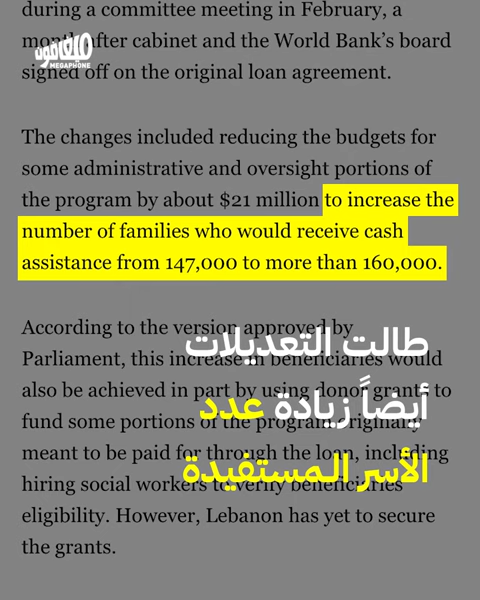 during a committee meeting in February, a
month after cabinet and the World Bank's board
signed off on the original loan agreement.
ميغافون
MEGAPHONE
The changes included reducing the budgets for
some administrative and oversight portions of
the program by about $21 million to increase the
number of families who would receive cash
assistance from 147,000 to more than 160,000.
According to the version approved by
Parliament, this increase in beneficiaries would
also be achieved in part by using donor grants to
fund some portions of the program originally
meant to be paid for through the loan, including
hiring social workers to verify beneficiaries'
eligibility. However, Lebanon has yet to secure
the grants.
طالت التعديلات
أيضاً زيادة عدد
الأسر المستفيدة